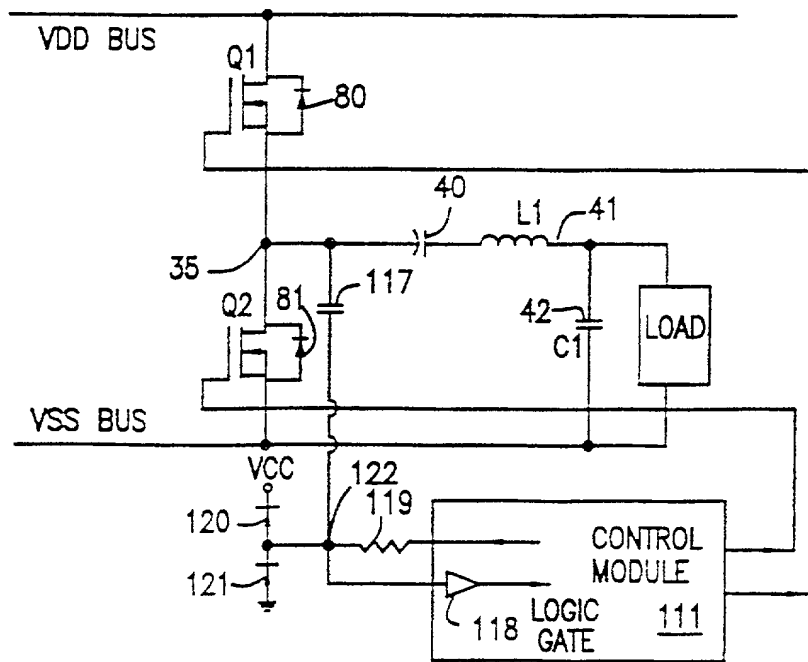 VDD BUS
Q1
80
40
L1
41
35
117
Q2
81
42
C1
LOAD
VSS BUS
VCC
122
119
120
121
CONTROL
MODULE
118
LOGIC
GATE
111